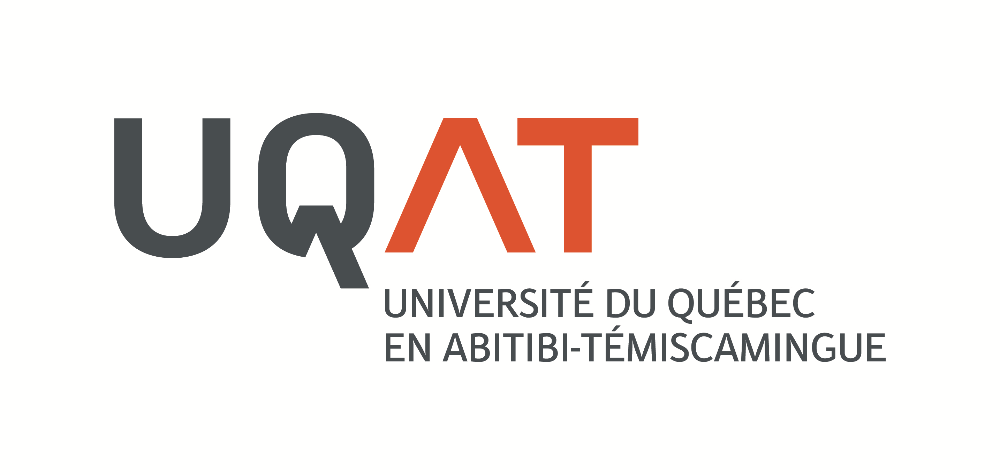 UQAT
UNIVERSITÉ DU QUÉBEC
EN ABITIBI-TÉMISCAMINGUE